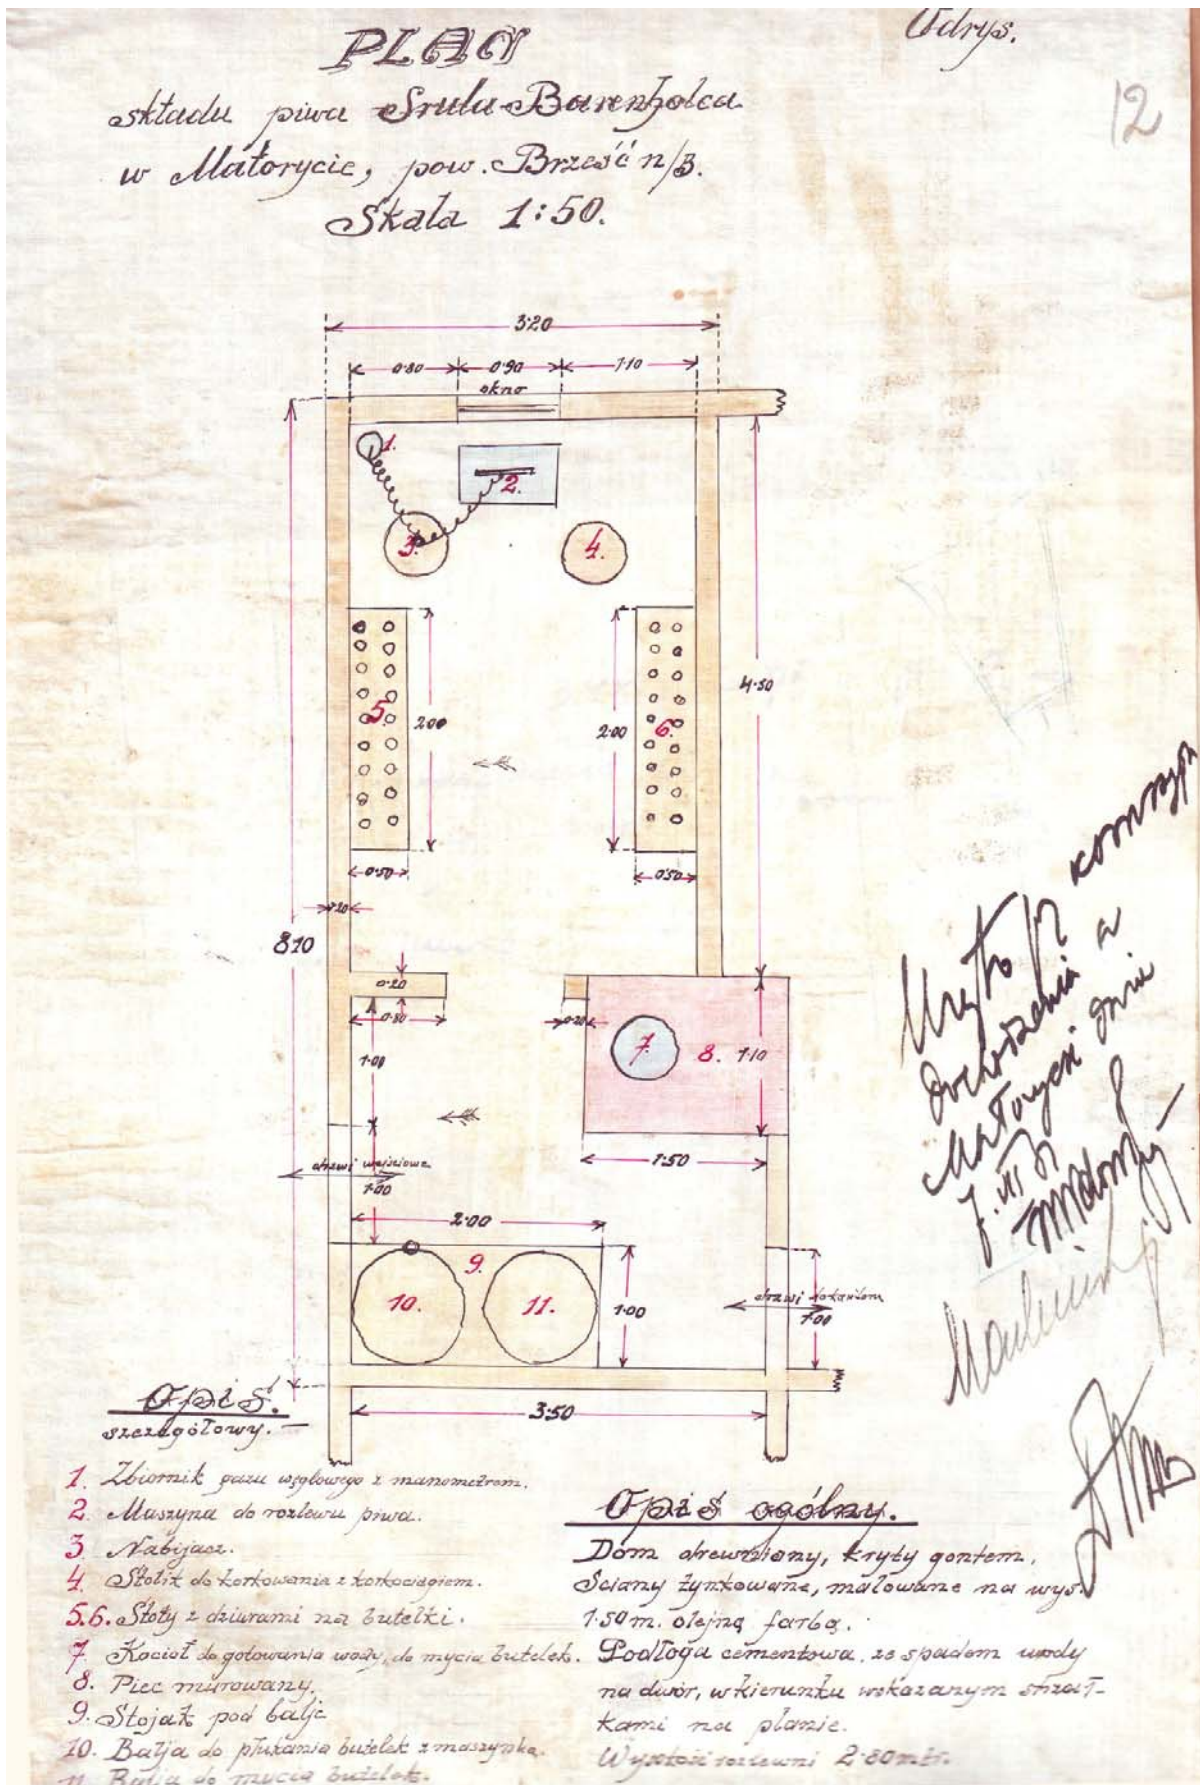 Odrys.
PLAN
12
składu piwa Srula Barenholca
w Małorycie, pow. Brześć n/B.
Skala 1:50.
3·20
0·80 0·90 1·10
okno
1.
2.
3. 4.
4·50
5. 2·00 2·00 6.
0·50 0·50
·20
8·10
0·20
0·80 0·20
1·00 7. 8. 1·10
drzwi wejściowe 1·50
1·00
2·00
9.
10. 11. 1·00 drzwi do
1·00
3·50
Małorycie dnia
Opis.
szczegółowy.
1. Zbiornik gazu węglowego z manometrem.
2. Maszyna do rozlewu piwa.
3. Nabijacz.
4. Stolik do korkowania z korkociągiem.
5.6. Stoły z dziurami na butelki.
7. Kocioł do gotowania wody, do mycia butelek.
8. Piec murowany.
9. Stojak pod balje
10. Balja do płukania butelek z maszynką.
11. Balja do mycia butelek.
Opis ogólny.
Dom drewniany, kryty gontem.
Ściany tynkowane, malowane na wys.
1·50 m. olejną farbą.
Podłoga cementowa, ze spadem wody
na dwór, w kierunku wskazanym strzał-
kami na planie.
Wysokość rozlewni 2·80 mtr.